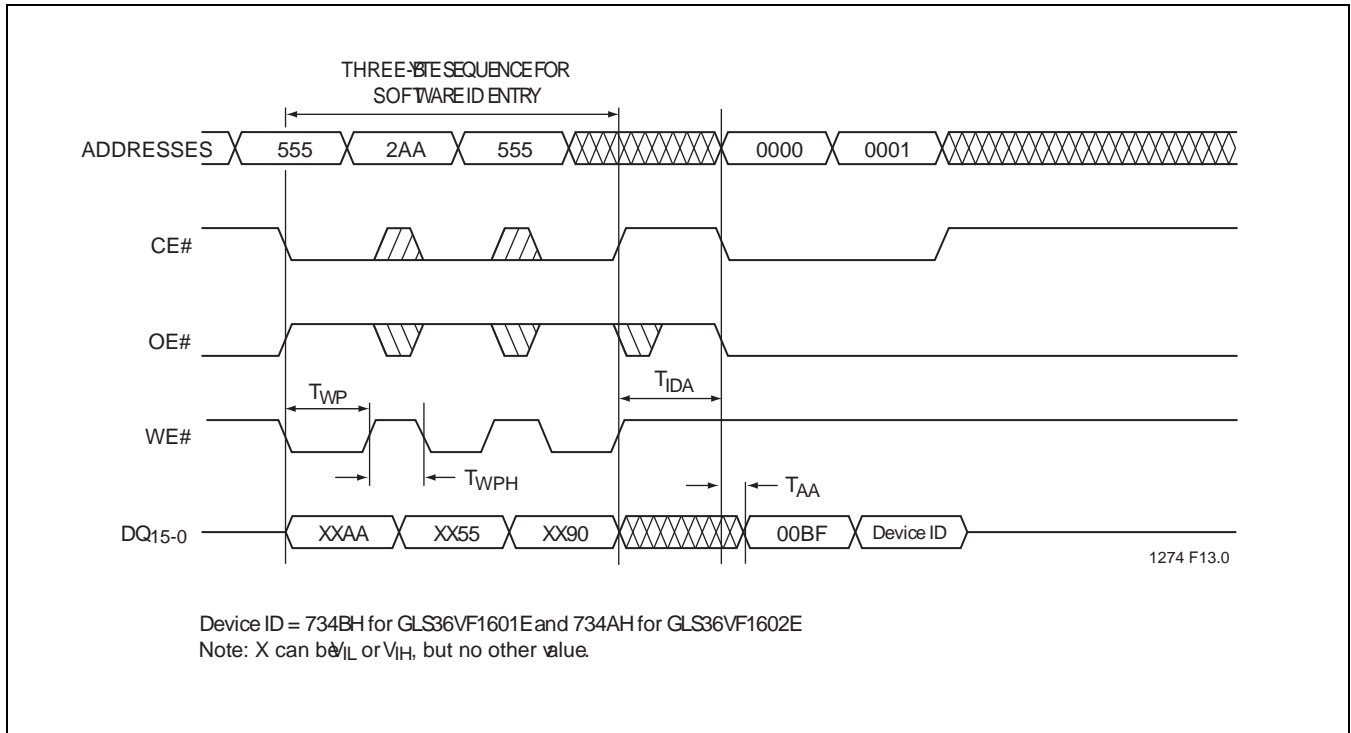 THREE-BYTE SEQUENCE FOR
SOFTWARE ID ENTRY
ADDRESSES 555 2AA 555 0000 0001
CE#
OE#
TWP TIDA
WE#
TWPH TAA
DQ15-0 XXAA XX55 XX90 00BF Device ID
1274 F13.0
Device ID = 734BH for GLS36VF1601E and 734AH for GLS36VF1602E
Note: X can be VIL or VIH, but no other value.